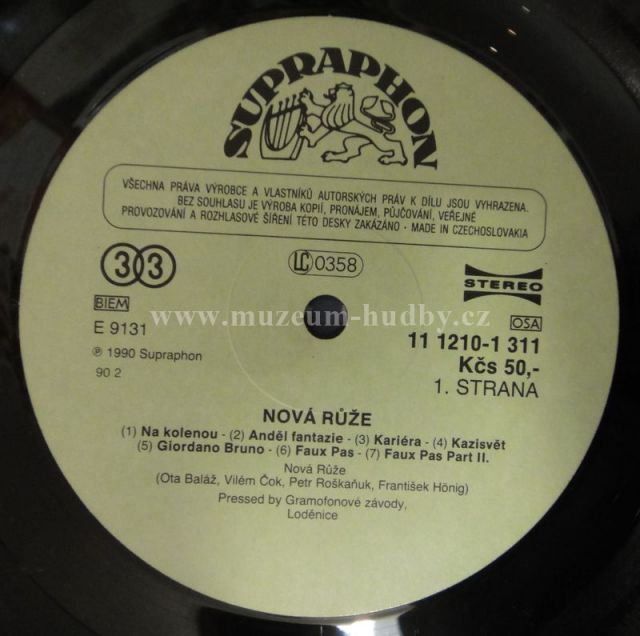 SUPRAPHON
VŠECHNA PRÁVA VÝROBCE A VLASTNÍKŮ AUTORSKÝCH PRÁV K DÍLU JSOU VYHRAZENA.
BEZ SOUHLASU JE VÝROBA KOPIÍ, PRONÁJEM, PŮJČOVÁNÍ, VEŘEJNÉ
PROVOZOVÁNÍ A ROZHLASOVÉ ŠÍŘENÍ TÉTO DESKY ZAKÁZÁNO - MADE IN CZECHOSLOVAKIA
33
LC 0358
STEREO
BIEM
www.muzeum-hudby.cz
OSA
E 9131
11 1210-1 311
℗ 1990 Supraphon
Kčs 50,-
90 2
1. STRANA
NOVÁ RŮŽE
(1) Na kolenou - (2) Anděl fantazie - (3) Kariéra - (4) Kazisvět
(5) Giordano Bruno - (6) Faux Pas - (7) Faux Pas Part II.
Nová Růže
(Ota Baláž, Vilém Čok, Petr Roškaňuk, František Hönig)
Pressed by Gramofonové závody,
Loděnice